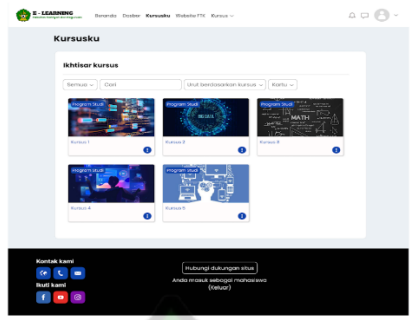 E - LEARNING
Beranda Dasbor Kursusku Website FTK Kursus
Kursusku
Ikhtisar kursus
Semua Cari Urut berdasarkan kursus Kartu
Program Studi Program Studi Program Studi
MATH
Kursus 1 Kursus 2 Kursus 3
Program Studi Program Studi
Kursus 4 Kursus 5
Kontak kami
Hubungi dukungan situs
Ikuti kami
Anda masuk sebagai mahasiswa
(Keluar)